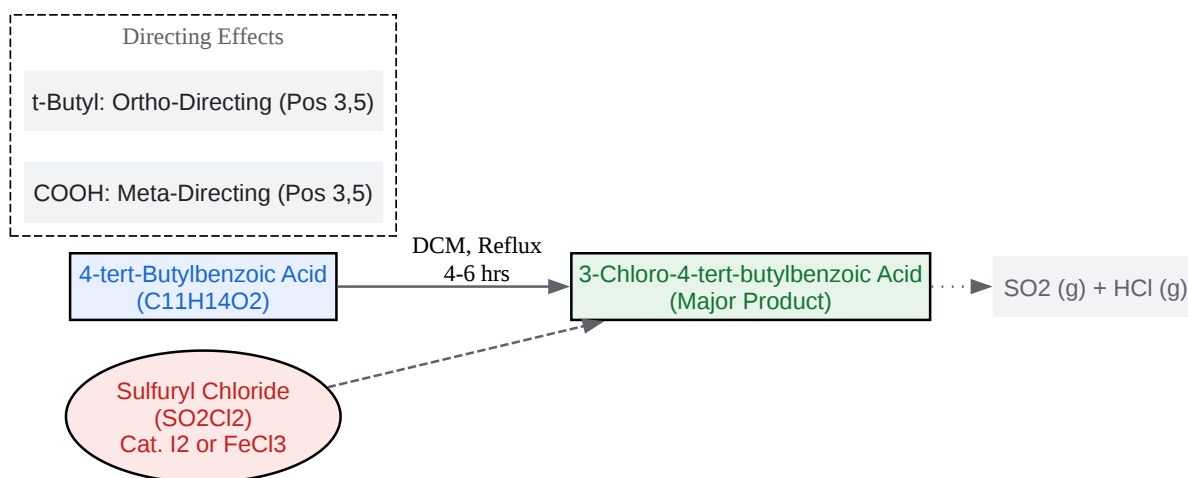 Directing Effects
t-Butyl: Ortho-Directing (Pos 3,5)
COOH: Meta-Directing (Pos 3,5)
DCM, Reflux
4-6 hrs
4-tert-Butylbenzoic Acid
(C11H14O2)
3-Chloro-4-tert-butylbenzoic Acid
(Major Product)
SO2 (g) + HCl (g)
Sulfuryl Chloride
(SO2Cl2)
Cat. I2 or FeCl3